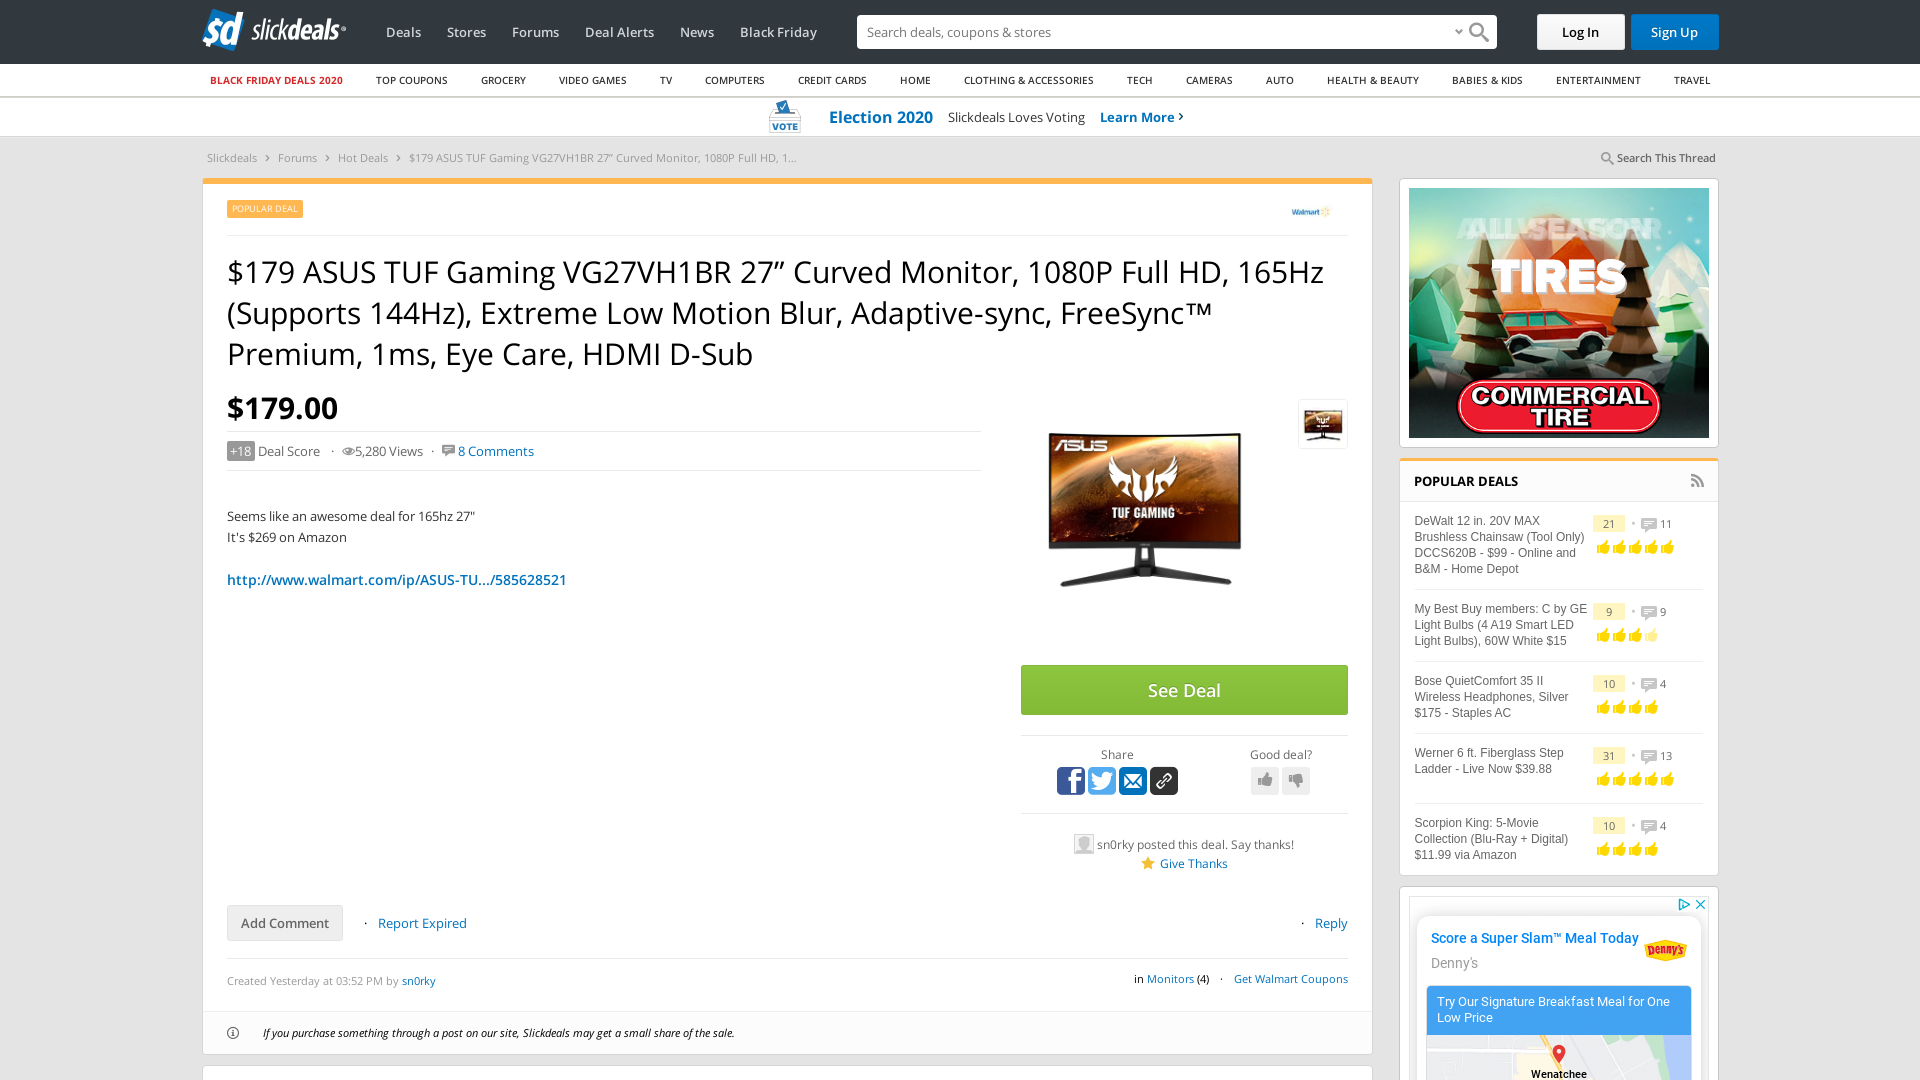 sd slickdeals
Deals
Stores
Forums
Deal Alerts
News
Black Friday
Search deals, coupons & shopping
Log In
Sign Up
BLACK FRIDAY DEALS 2020
TOP COUPONS
GROCERY
VIDEO GAMES
TV
COMPUTERS
CREDIT CARDS
HOME
CLOTHING & ACCESSORIES
TECH
CAMERAS
AUTO
HEALTH & BEAUTY
BABIES & KIDS
ENTERTAINMENT
TRAVEL
VOTE
Election 2020 Slickdeals Loves Voting Learn More
Slickdeals > Forums > Hot Deals > $179 ASUS TUF Gaming VG27VH1BR 27” Curved Monitor, 1080P Full HD, 1...
Search This Thread
POPULAR DEAL
Walmart
$179 ASUS TUF Gaming VG27VH1BR 27” Curved Monitor, 1080P Full HD, 165Hz
(Supports 144Hz), Extreme Low Motion Blur, Adaptive-sync, FreeSync™
Premium, 1ms, Eye Care, HDMI D-Sub
$179.00
+18 Deal Score · 5,280 Views · 8 Comments
Seems like an awesome deal for 165hz 27"
It's $269 on Amazon
http://www.walmart.com/ip/ASUS-TU.../585628521
ASUS
TUF GAMING
See Deal
Share
Good deal?
sn0rky posted this deal. Say thanks!
Give Thanks
Add Comment · Report Expired
· Reply
Created Yesterday at 03:52 PM by sn0rky
in Monitors (4) · Get Walmart Coupons
If you purchase something through a post on our site, Slickdeals may get a small share of the sale.
ALL SEASON
TIRES
COMMERCIAL
TIRE
POPULAR DEALS
DeWalt 12 in. 20V MAX
Brushless Chainsaw (Tool Only)
DCCS620B - $99 - Online and
B&M - Home Depot
21 · 11
My Best Buy members: C by GE
Light Bulbs (4 A19 Smart LED
Light Bulbs), 60W White $15
9 · 9
Bose QuietComfort 35 II
Wireless Headphones, Silver
$175 - Staples AC
10 · 4
Werner 6 ft. Fiberglass Step
Ladder - Live Now $39.88
31 · 13
Scorpion King: 5-Movie
Collection (Blu-Ray + Digital)
$11.99 via Amazon
10 · 4
Score a Super Slam™ Meal Today
Denny's
Denny's
Try Our Signature Breakfast Meal for One
Low Price
Wenatchee